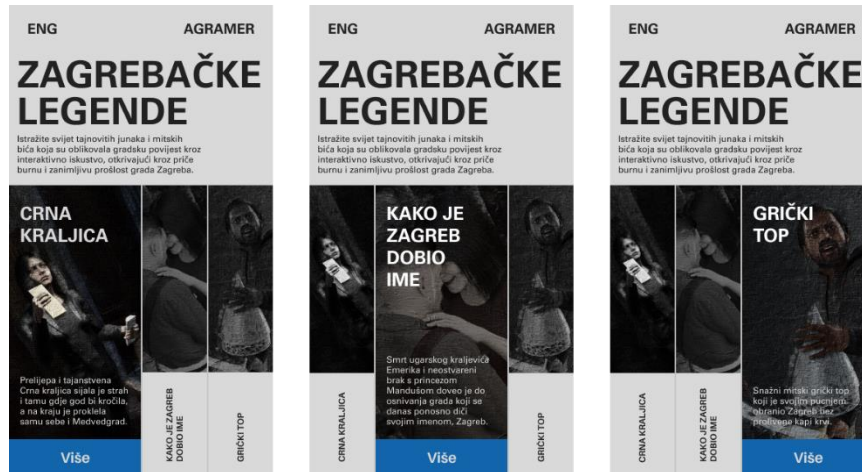 ENG AGRAMER
ZAGREBAČKE
LEGENDE
Istražite svijet tajnovitih junaka i mitskih
bića koja su oblikovala gradsku povijest kroz
interaktivno iskustvo, otkrivajući kroz priče
burnu i zanimljivu prošlost grada Zagreba.
CRNA
KRALJICA
Prelijepa i tajanstvena
Crna kraljica sijala je strah
i tamu gdje god bi kročila,
a na kraju je proklela
samu sebe i Medvedgrad.
Više
KAKO JE ZAGREB
DOBIO IME
GRIČKI TOP
ENG AGRAMER
ZAGREBAČKE
LEGENDE
Istražite svijet tajnovitih junaka i mitskih
bića koja su oblikovala gradsku povijest kroz
interaktivno iskustvo, otkrivajući kroz priče
burnu i zanimljivu prošlost grada Zagreba.
CRNA KRALJICA
KAKO JE
ZAGREB
DOBIO
IME
Smrt ugarskog kraljevića
Emerika i neostvareni
brak s princezom
Mandušom doveo je do
osnivanja grada koji se
danas ponosno diči
svojim imenom, Zagreb.
Više
GRIČKI TOP
ENG AGRAMER
ZAGREBAČKE
LEGENDE
Istražite svijet tajnovitih junaka i mitskih
bića koja su oblikovala gradsku povijest kroz
interaktivno iskustvo, otkrivajući kroz priče
burnu i zanimljivu prošlost grada Zagreba.
CRNA KRALJICA
KAKO JE ZAGREB
DOBIO IME
GRIČKI
TOP
Snažni mitski grički top
koji je svojim pucnjem
obranio Zagreb bez
prolivene kapi krvi.
Više